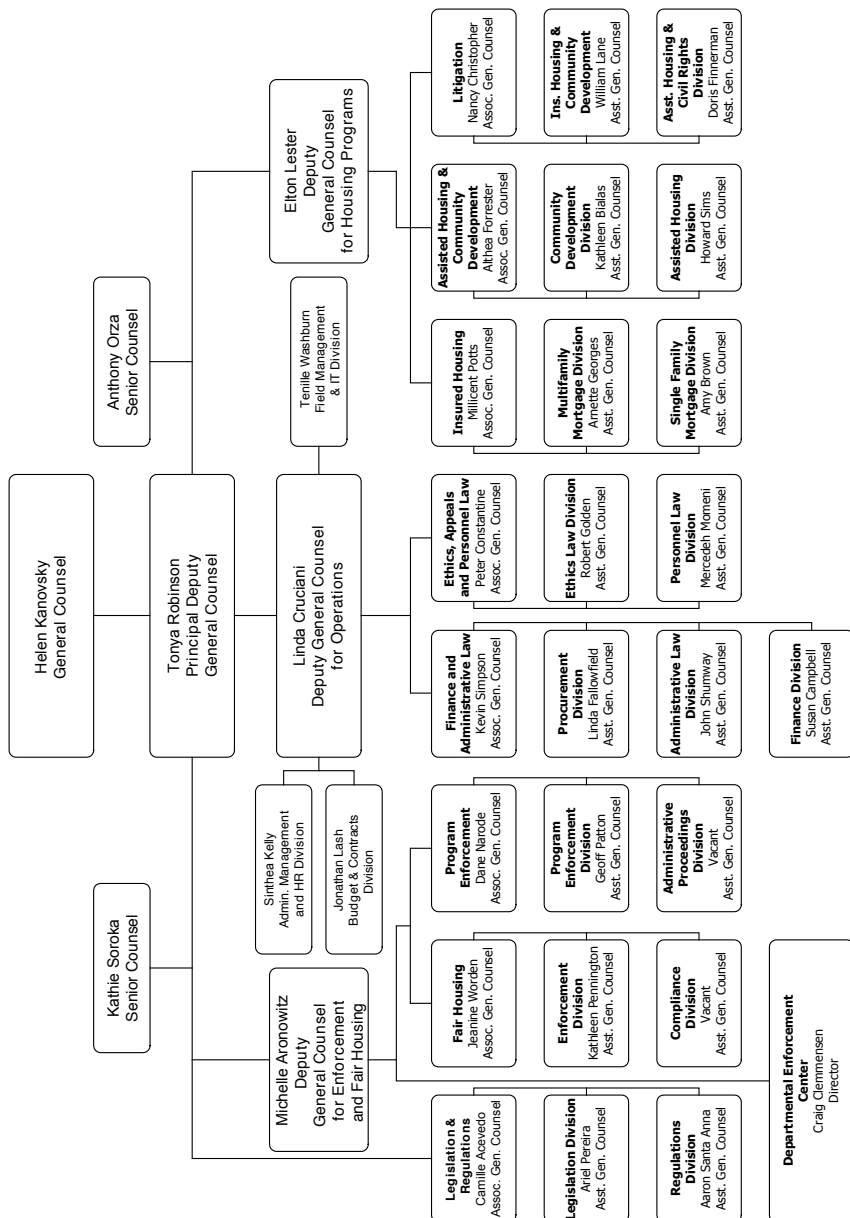 Helen Kanovsky
General Counsel
Kathie Soroka
Senior Counsel
Anthony Orza
Senior Counsel
Tonya Robinson
Principal Deputy
General Counsel
Michelle Aronowitz
Deputy
General Counsel
for Enforcement
and Fair Housing
Sinthea Kelly
Admin. Management
and HR Division
Jonathan Lash
Budget & Contracts
Division
Linda Cruciani
Deputy General Counsel
for Operations
Tenille Washburn
Field Management
& IT Division
Elton Lester
Deputy
General Counsel
for Housing Programs
Legislation &
Regulations
Camille Acevedo
Assoc. Gen. Counsel
Legislation Division
Ariel Pereira
Asst. Gen. Counsel
Regulations
Division
Aaron Santa Anna
Asst. Gen. Counsel
Fair Housing
Jeanine Worden
Assoc. Gen. Counsel
Enforcement
Division
Kathleen Pennington
Asst. Gen. Counsel
Compliance
Division
Vacant
Asst. Gen. Counsel
Departmental Enforcement
Center
Craig Clemmensen
Director
Program
Enforcement
Dane Narode
Assoc. Gen. Counsel
Program
Enforcement
Division
Geoff Patton
Asst. Gen. Counsel
Administrative
Proceedings
Division
Vacant
Asst. Gen. Counsel
Finance and
Administrative Law
Kevin Simpson
Assoc. Gen. Counsel
Procurement
Division
Linda Fallowfield
Asst. Gen. Counsel
Administrative Law
Division
John Shumway
Asst. Gen. Counsel
Finance Division
Susan Campbell
Asst. Gen. Counsel
Ethics, Appeals
and Personnel Law
Peter Constantine
Assoc. Gen. Counsel
Ethics Law Division
Robert Golden
Asst. Gen. Counsel
Personnel Law
Division
Mercedeh Momeni
Asst. Gen. Counsel
Insured Housing
Millicent Potts
Assoc. Gen. Counsel
Multifamily
Mortgage Division
Arnette Georges
Asst. Gen. Counsel
Single Family
Mortgage Division
Amy Brown
Asst. Gen. Counsel
Assisted Housing &
Community
Development
Althea Forrester
Assoc. Gen. Counsel
Community
Development
Division
Kathleen Bialas
Asst. Gen. Counsel
Assisted Housing
Division
Howard Sims
Asst. Gen. Counsel
Litigation
Nancy Christopher
Assoc. Gen. Counsel
Ins. Housing &
Community
Development
William Lane
Asst. Gen. Counsel
Asst. Housing &
Civil Rights
Division
Doris Finnerman
Asst. Gen. Counsel